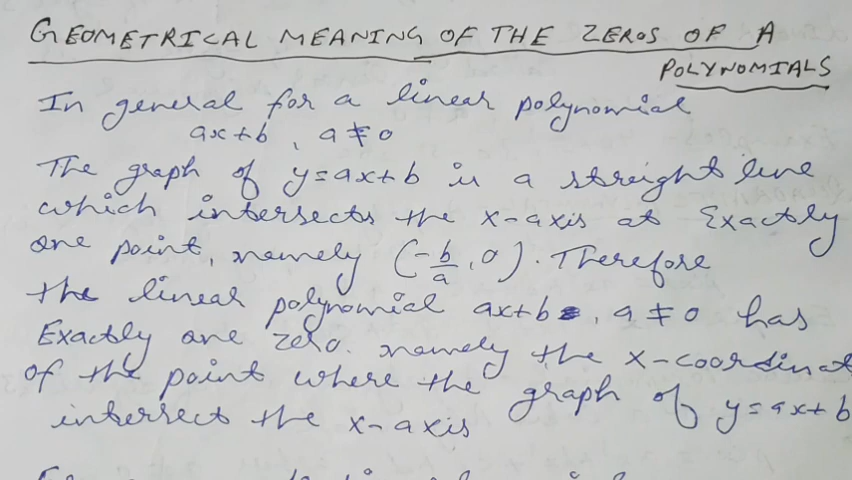 GEOMETRICAL MEANING OF THE ZEROS OF A
POLYNOMIALS
In general for a linear polynomial
ax+b, a≠0
The graph of y=ax+b is a streight line
which intersects the x-axis at Exactly
one point, namely (-b/a, 0). Therefore
the linear polynomial ax+b, a≠0 has
Exactly one zero. namely the x-coordinat
of the point where the graph of y=ax+b
intersect the x-axis